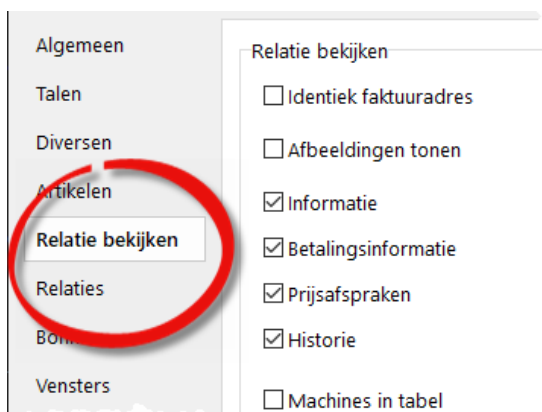 Algemeen
Talen
Diversen
Artikelen
Relatie bekijken
Relaties
Vensters
Relatie bekijken
Identiek faktuuradres
Afbeeldingen tonen
Informatie
Betalingsinformatie
Prijsafspraken
Historie
Machines in tabel